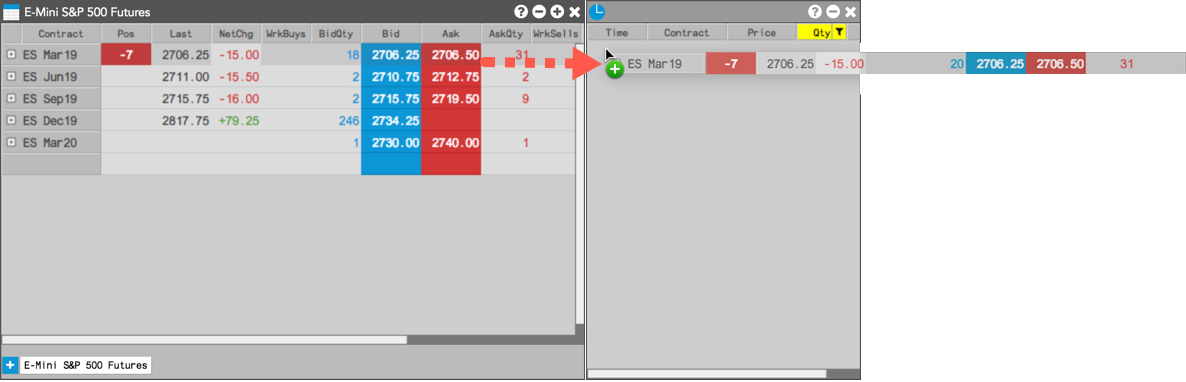 E-Mini S&P 500 Futures
Contract Pos Last NetChg WrkBuys BidQty Bid Ask AskQty WrkSells
ES Mar19 -7 2706.25 -15.00 18 2706.25 2706.50 31
ES Jun19 2711.00 -15.50 2 2710.75 2712.75 2
ES Sep19 2715.75 -16.00 2 2715.75 2719.50 9
ES Dec19 2817.75 +79.25 246 2734.25
ES Mar20 1 2730.00 2740.00 1
E-Mini S&P 500 Futures
Time Contract Price Qty
ES Mar19 -7 2706.25 -15.00 20 2706.25 2706.50 31